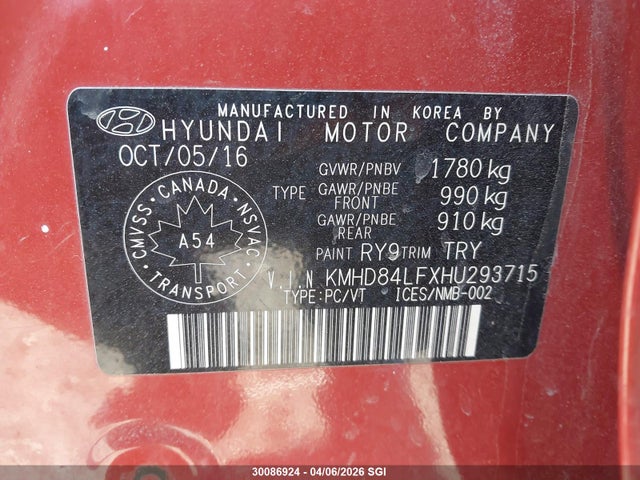 MANUFACTURED IN KOREA BY
HYUNDAI MOTOR COMPANY
OCT/05/16
GVWR/PNBV 1780 kg
TYPE GAWR/PNBE FRONT 990 kg
GAWR/PNBE REAR 910 kg
PAINT RY9 TRIM TRY
CANADA
CMVSS NSVAC
A54
TRANSPORT
V.I.N KMHD84LFXHU293715
TYPE:PC/VT ICES/NMB-002
30086924 - 04/06/2026 SGI